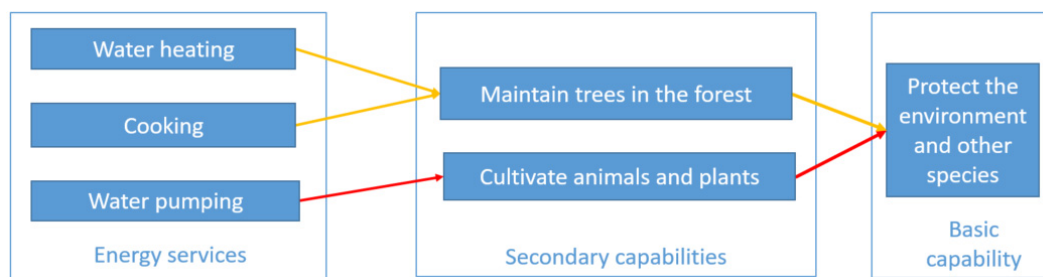 Water heating
Cooking
Water pumping
Energy services
Maintain trees in the forest
Cultivate animals and plants
Secondary capabilities
Protect the
environment
and other
species
Basic
capability